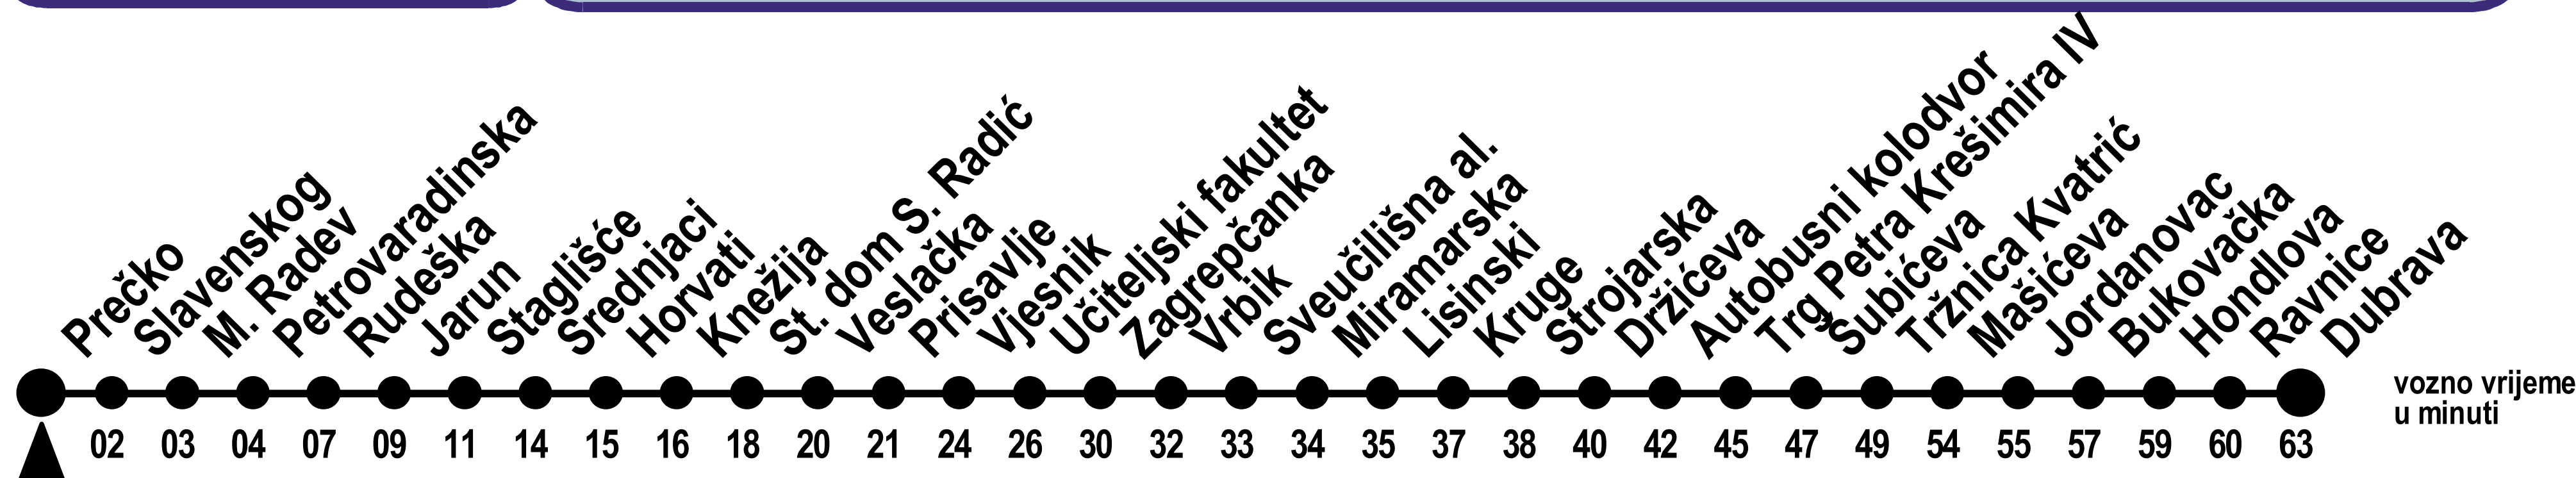 Prečko
Slavenskog
M. Radev
Petrovaradinska
Rudeška
Jarun
Staglišće
Srednjaci
Horvati
Knežija
St. dom S. Radić
Veslačka
Prisavlje
Vjesnik
Učiteljski fakultet
Zagrepčanka
Vrbik
Sveučilišna al.
Miramarska
Lisinski
Kruge
Strojarska
Držićeva
Autobusni kolodvor
Trg Petra Krešimira IV
Šubićeva
Tržnica Kvatrić
Mašićeva
Jordanovac
Bukovačka
Hondlova
Ravnice
Dubrava
vozno vrijeme
u minuti
02 03 04 07 09 11 14 15 16 18 20 21 24 26 30 32 33 34 35 37 38 40 42 45 47 49 54 55 57 59 60 63